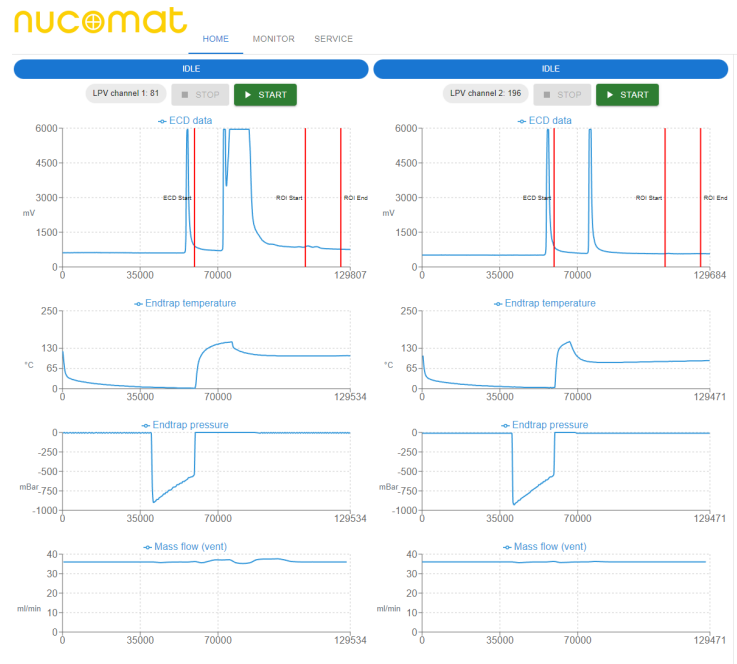 nucomat
HOME MONITOR SERVICE
IDLE IDLE
LPV channel 1: 81 STOP START LPV channel 2: 196 STOP START
ECD data ECD data
6000 6000
4500 4500
3000 ECD Start ROI Start ROI End 3000 ECD Start ROI Start ROI End
mV mV
1500 1500
0 0
0 35000 70000 129807 0 35000 70000 129684
Endtrap temperature Endtrap temperature
250 250
130 130
°C 65 °C 65
0 0
0 35000 70000 129534 0 35000 70000 129471
Endtrap pressure Endtrap pressure
0 0
-250 -250
-500 -500
mBar -750 mBar -750
-1000 -1000
0 35000 70000 129534 0 35000 70000 129471
Mass flow (vent) Mass flow (vent)
40 40
30 30
20 20
ml/min 10 ml/min 10
0 0
0 35000 70000 129534 0 35000 70000 129471